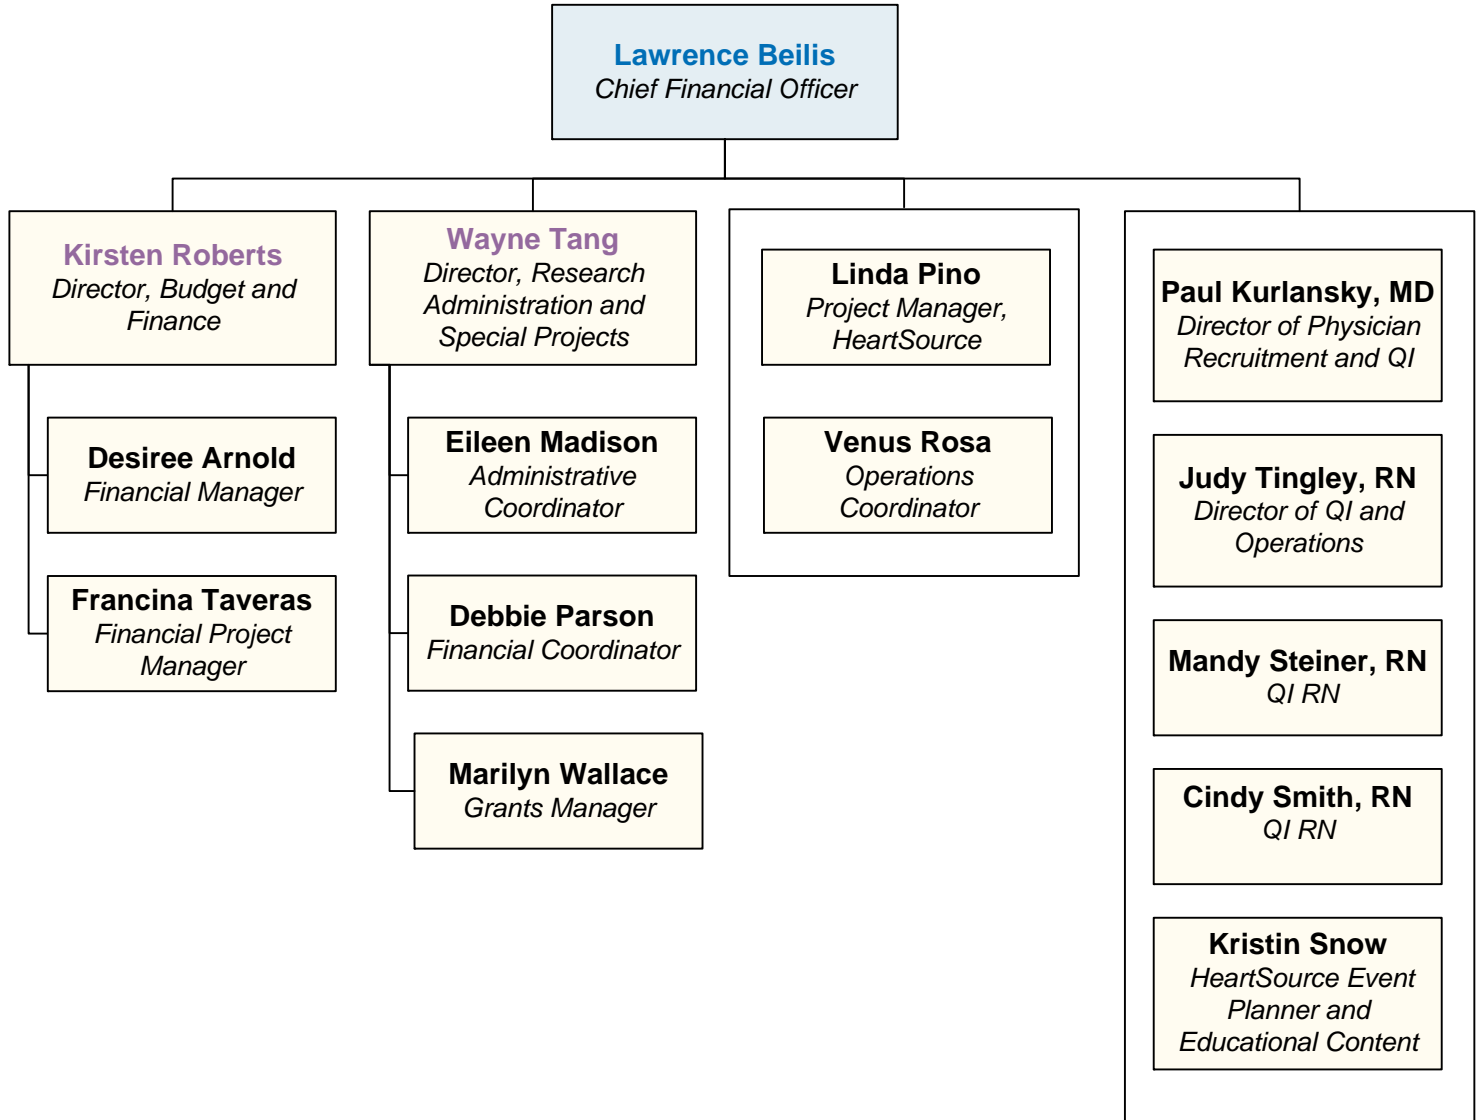 Lawrence Beilis
Chief Financial Officer
Kirsten Roberts
Director, Budget and
Finance
Desiree Arnold
Financial Manager
Francina Taveras
Financial Project
Manager
Wayne Tang
Director, Research
Administration and
Special Projects
Eileen Madison
Administrative
Coordinator
Debbie Parson
Financial Coordinator
Marilyn Wallace
Grants Manager
Linda Pino
Project Manager,
HeartSource
Venus Rosa
Operations
Coordinator
Paul Kurlansky, MD
Director of Physician
Recruitment and QI
Judy Tingley, RN
Director of QI and
Operations
Mandy Steiner, RN
QI RN
Cindy Smith, RN
QI RN
Kristin Snow
HeartSource Event
Planner and
Educational Content